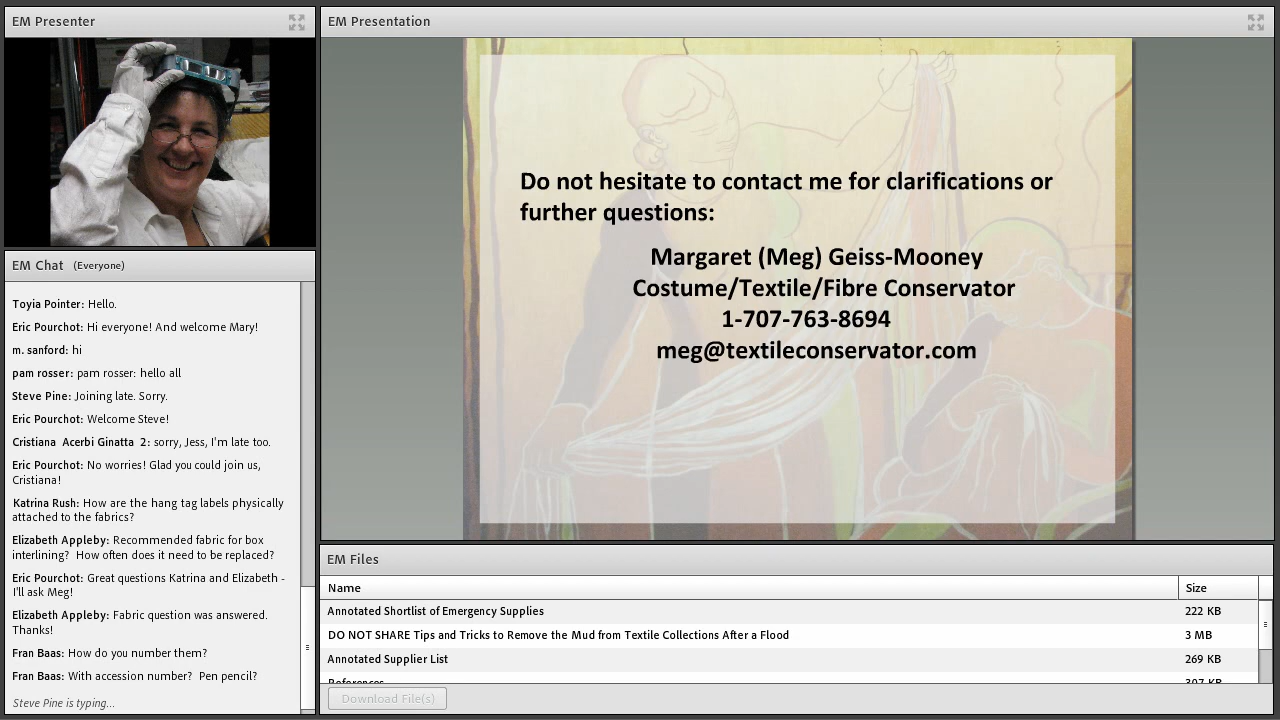 EM Presenter
EM Presentation
Do not hesitate to contact me for clarifications or
further questions:
Margaret (Meg) Geiss-Mooney
Costume/Textile/Fibre Conservator
1-707-763-8694
meg@textileconservator.com
EM Chat (Everyone)
Toyia Pointer: Hello.
Eric Pourchot: Hi everyone! And welcome Mary!
m. sanford: hi
pam rosser: pam rosser: hello all
Steve Pine: Joining late. Sorry.
Eric Pourchot: Welcome Steve!
Cristiana Acerbi Ginatta 2: sorry, Jess, I'm late too.
Eric Pourchot: No worries! Glad you could join us,
Cristiana!
Katrina Rush: How are the hang tag labels physically
attached to the fabrics?
Elizabeth Appleby: Recommended fabric for box
interlining? How often does it need to be replaced?
Eric Pourchot: Great questions Katrina and Elizabeth -
I'll ask Meg!
Elizabeth Appleby: Fabric question was answered.
Thanks!
Fran Baas: How do you number them?
Fran Baas: With accession number? Pen pencil?
Steve Pine is typing...
EM Files
Name Size
Annotated Shortlist of Emergency Supplies 222 KB
DO NOT SHARE Tips and Tricks to Remove the Mud from Textile Collections After a Flood 3 MB
Annotated Supplier List 269 KB
References 307 KB
Download File(s)